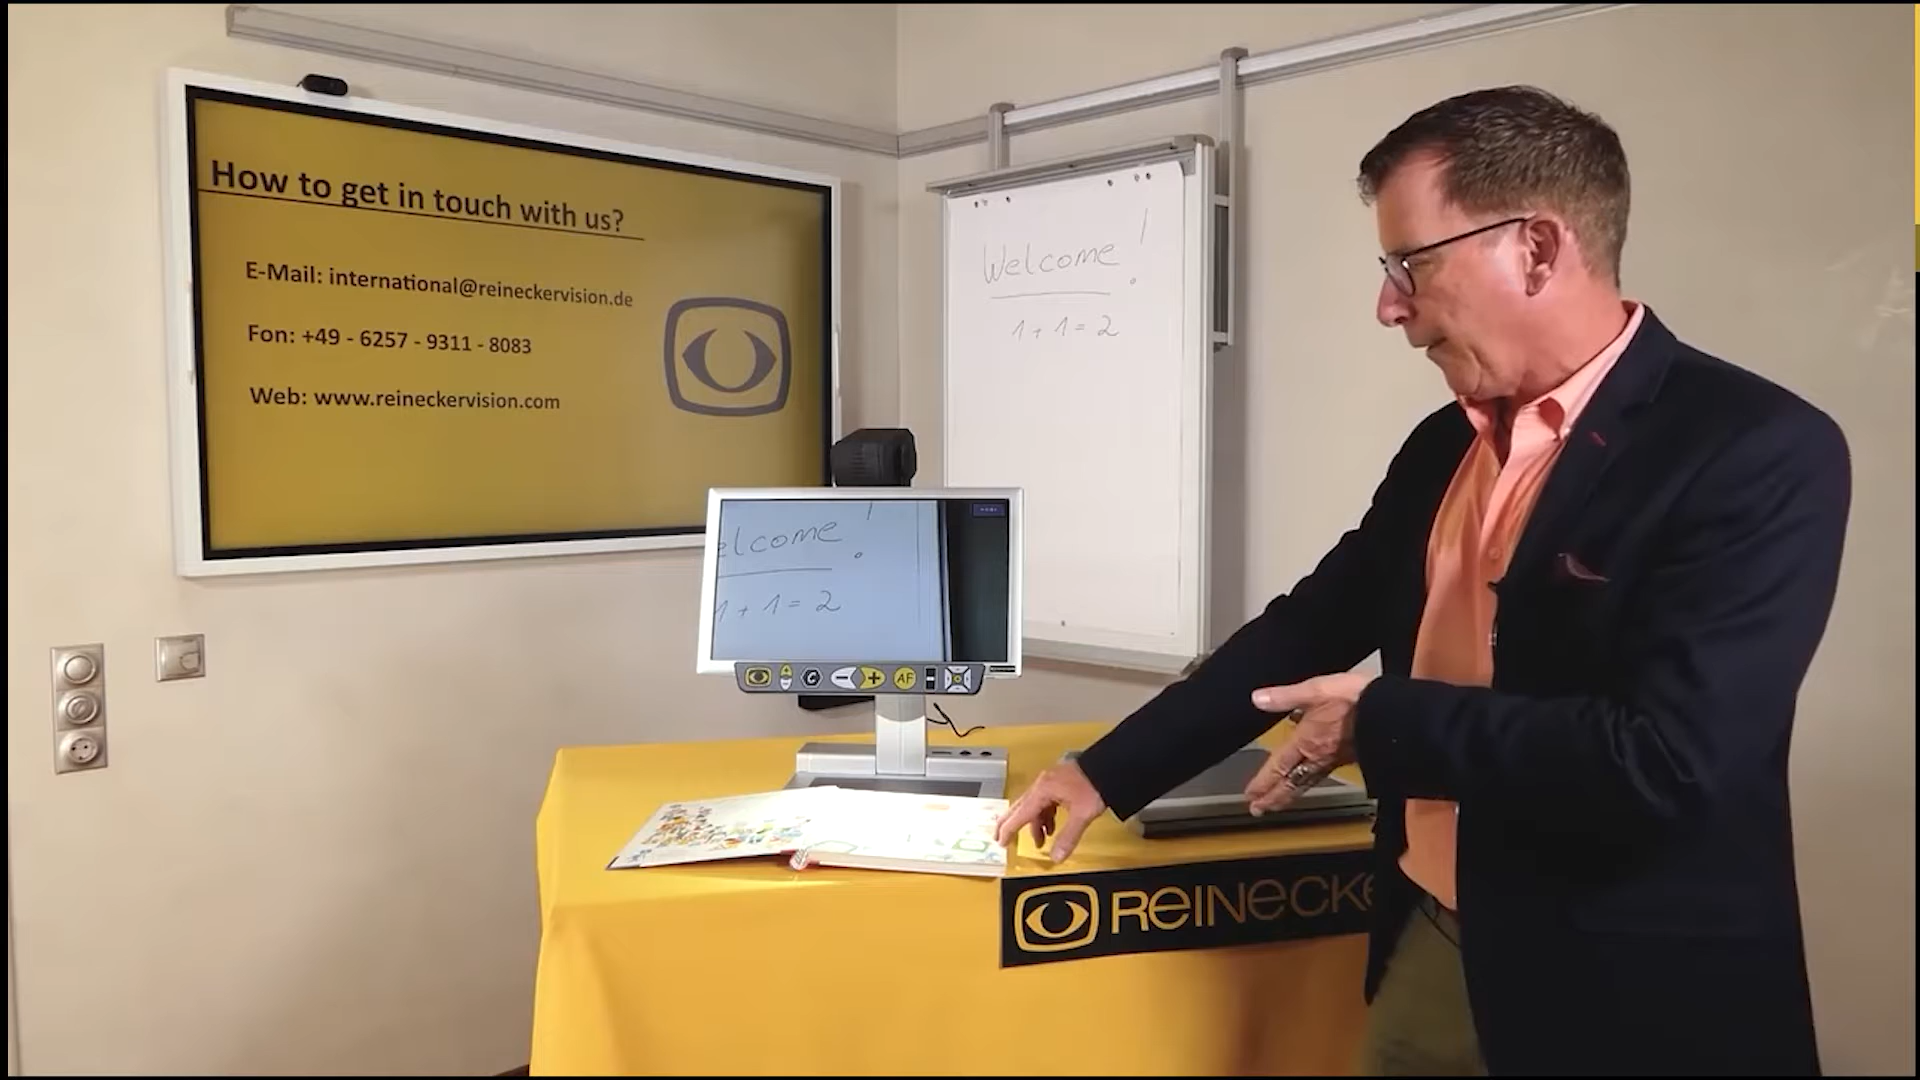 How to get in touch with us?
E-Mail: international@reineckervision.de
Fon: +49 - 6257 - 9311 - 8083
Web: www.reineckervision.com
Welcome!
1 + 1 = 2
elcome!
1 + 1 = 2
C
- +
AF
REINECKE